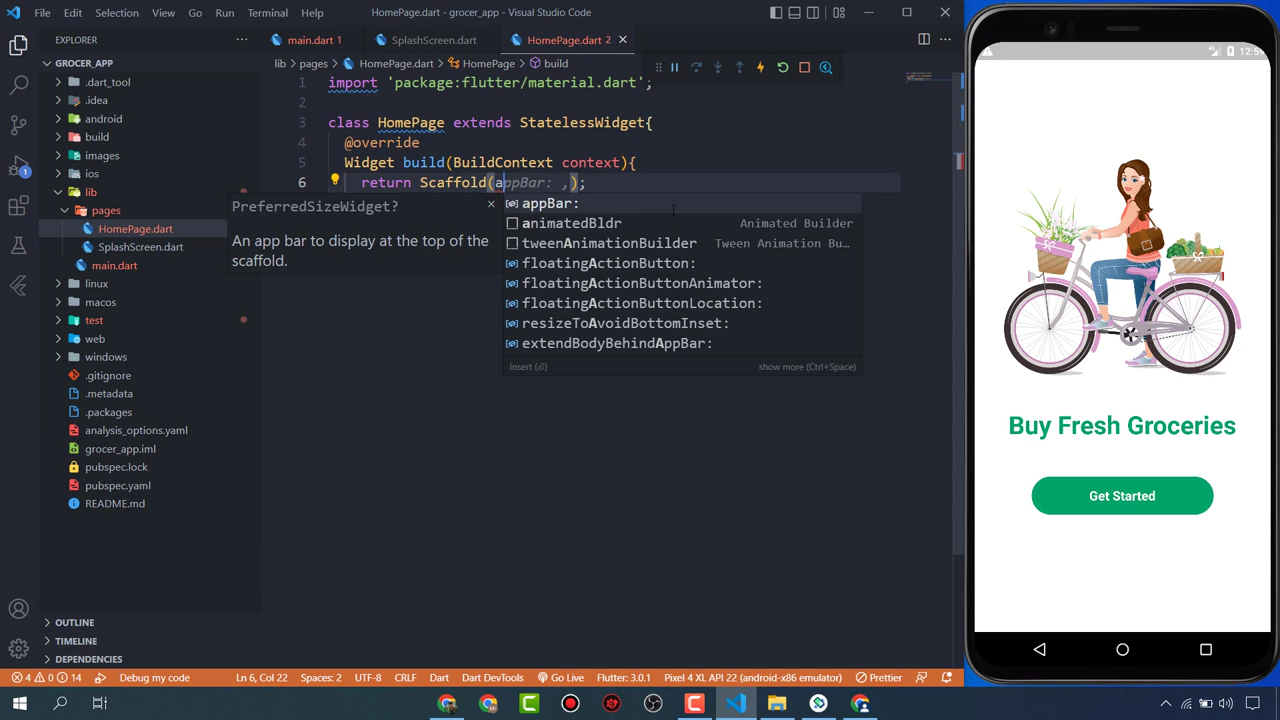 File Edit Selection View Go Run Terminal Help
HomePage.dart - grocer_app - Visual Studio Code
EXPLORER
main.dart 1
SplashScreen.dart
HomePage.dart 2
GROCER_APP
.dart_tool
.idea
android
build
images
ios
lib
pages
HomePage.dart
SplashScreen.dart
main.dart
linux
macos
test
web
windows
.gitignore
.metadata
.packages
analysis_options.yaml
grocer_app.iml
pubspec.lock
pubspec.yaml
README.md
OUTLINE
TIMELINE
DEPENDENCIES
1
lib > pages > HomePage.dart > HomePage > build
1 import 'package:flutter/material.dart';
2
3 class HomePage extends StatelessWidget{
4 @override
5 Widget build(BuildContext context){
6 return Scaffold(appBar: ,);
PreferredSizeWidget?
An app bar to display at the top of the
scaffold.
appBar:
animatedBldr Animated Builder
tweenAnimationBuilder Tween Animation Bu...
floatingActionButton:
floatingActionButtonAnimator:
floatingActionButtonLocation:
resizeToAvoidBottomInset:
extendBodyBehindAppBar:
Insert show more (Ctrl+Space)
Buy Fresh Groceries
Get Started
4 0 14 Debug my code
Ln 6, Col 22 Spaces: 2 UTF-8 CRLF Dart Dart DevTools Go Live Flutter: 3.0.1 Pixel 4 XL API 22 (android-x86 emulator) Prettier